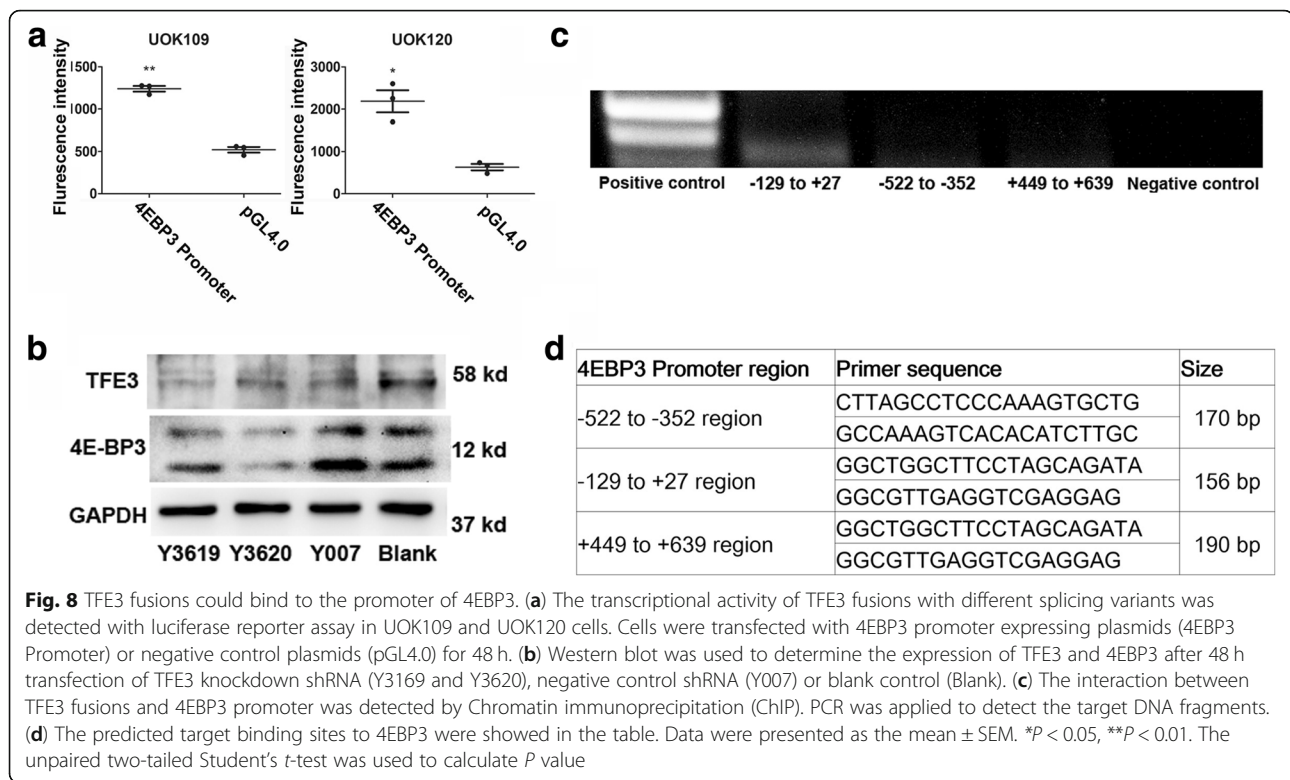 a
UOK109
Flurescence intensity
1500
1000
500
0
**
4EBP3 Promoter
pGL4.0
UOK120
Flurescence intensity
3000
2000
1000
0
*
4EBP3 Promoter
pGL4.0
c
Positive control
-129 to +27
-522 to -352
+449 to +639
Negative control
b
TFE3
58 kd
4E-BP3
12 kd
GAPDH
37 kd
Y3619 Y3620 Y007 Blank
d
4EBP3 Promoter region Primer sequence Size
-522 to -352 region
CTTAGCCTCCCAAAGTGCTG
GCCAAAGTCACACATCTTGC
170 bp
-129 to +27 region
GGCTGGCTTCCTAGCAGATA
GGCGTTGAGGTCGAGGAG
156 bp
+449 to +639 region
GGCTGGCTTCCTAGCAGATA
GGCGTTGAGGTCGAGGAG
190 bp
Fig. 8 TFE3 fusions could bind to the promoter of 4EBP3. (a) The transcriptional activity of TFE3 fusions with different splicing variants was
detected with luciferase reporter assay in UOK109 and UOK120 cells. Cells were transfected with 4EBP3 promoter expressing plasmids (4EBP3
Promoter) or negative control plasmids (pGL4.0) for 48 h. (b) Western blot was used to determine the expression of TFE3 and 4EBP3 after 48 h
transfection of TFE3 knockdown shRNA (Y3169 and Y3620), negative control shRNA (Y007) or blank control (Blank). (c) The interaction between
TFE3 fusions and 4EBP3 promoter was detected by Chromatin immunoprecipitation (ChIP). PCR was applied to detect the target DNA fragments.
(d) The predicted target binding sites to 4EBP3 were showed in the table. Data were presented as the mean ± SEM. *P < 0.05, **P < 0.01. The
unpaired two-tailed Student's t-test was used to calculate P value